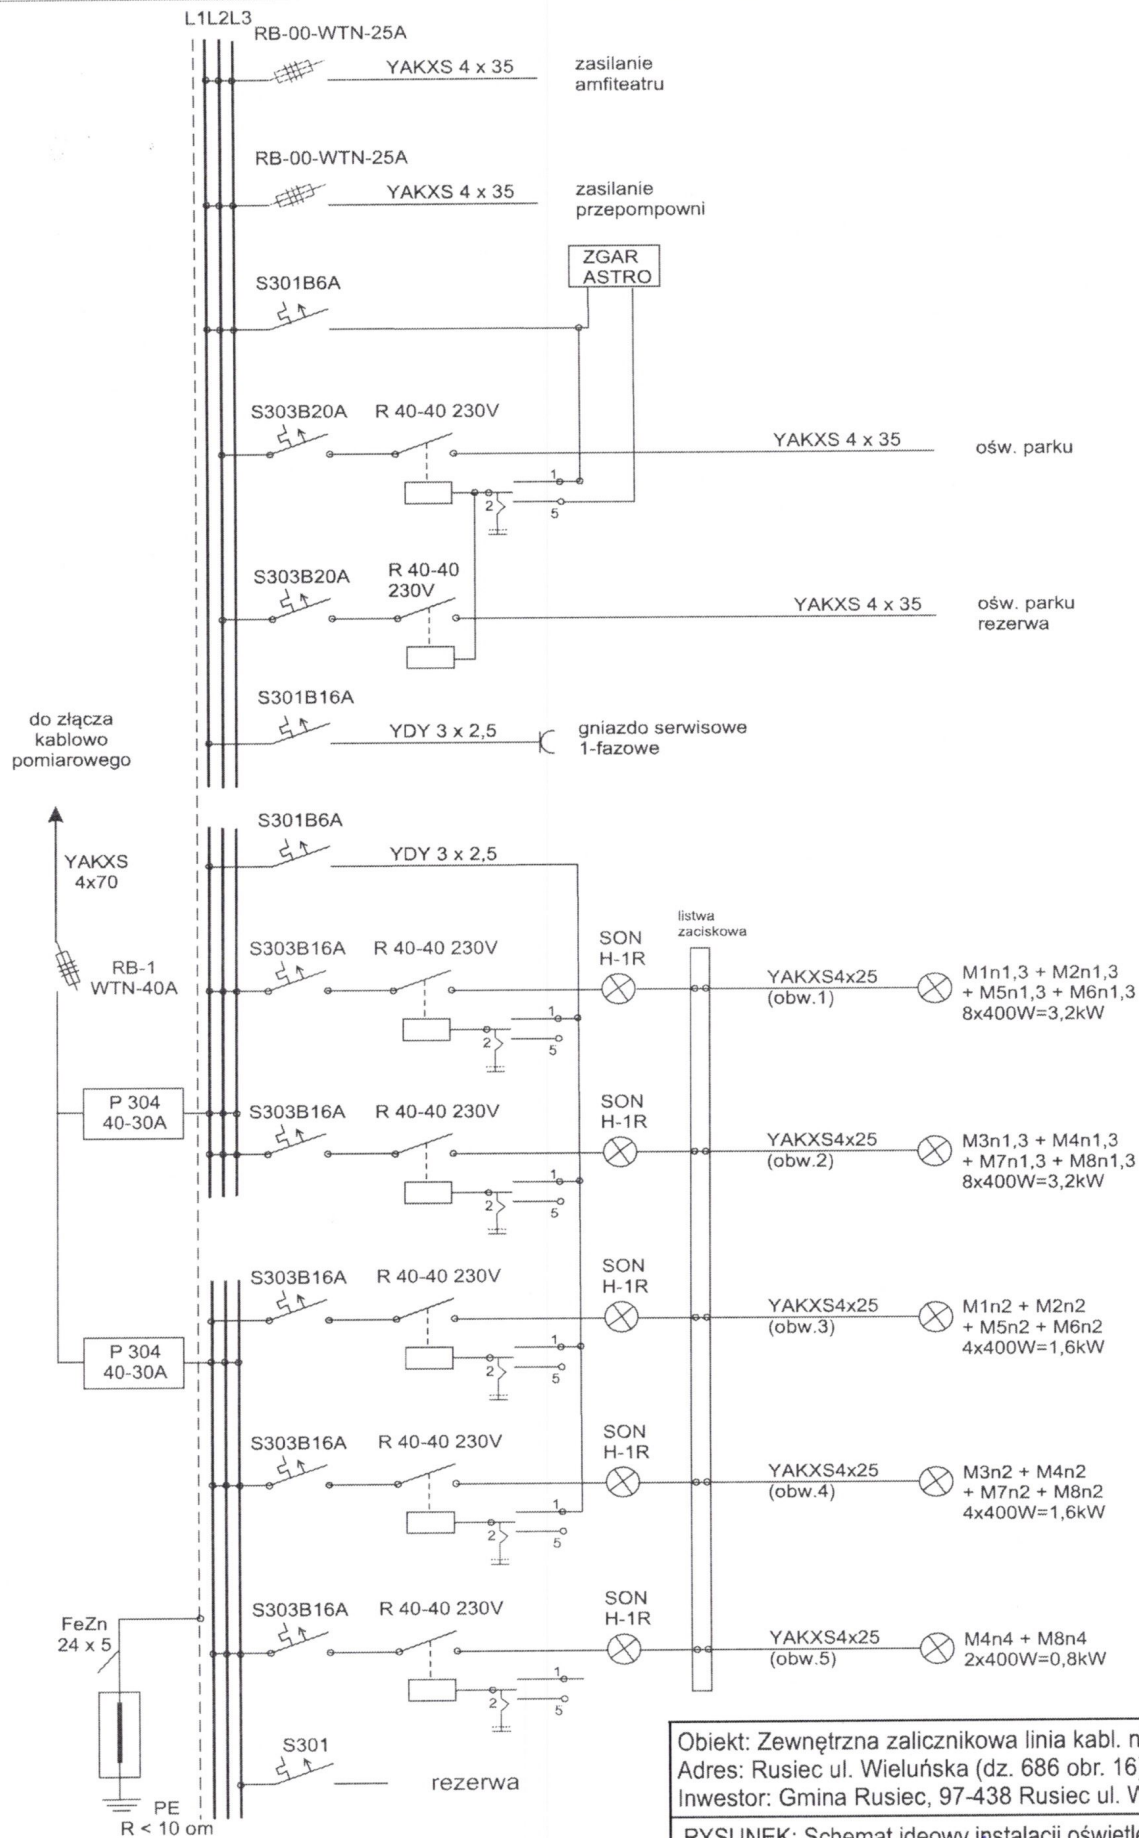 L1L2L3
RB-00-WTN-25A
YAKXS 4 x 35
zasilanie
amfiteatru
RB-00-WTN-25A
YAKXS 4 x 35
zasilanie
przepompowni
ZGAR
ASTRO
S301B6A
S303B20A
R 40-40 230V
YAKXS 4 x 35
ośw. parku
1
2
5
S303B20A
R 40-40
230V
YAKXS 4 x 35
ośw. parku
rezerwa
S301B16A
YDY 3 x 2,5
gniazdo serwisowe
1-fazowe
do złącza
kablowo
pomiarowego
S301B6A
YDY 3 x 2,5
YAKXS
4x70
RB-1
WTN-40A
listwa
zaciskowa
S303B16A
R 40-40 230V
SON
H-1R
YAKXS4x25
(obw.1)
M1n1,3 + M2n1,3
+ M5n1,3 + M6n1,3
8x400W=3,2kW
1
2
5
P 304
40-30A
S303B16A
R 40-40 230V
SON
H-1R
YAKXS4x25
(obw.2)
M3n1,3 + M4n1,3
+ M7n1,3 + M8n1,3
8x400W=3,2kW
1
2
5
S303B16A
R 40-40 230V
SON
H-1R
YAKXS4x25
(obw.3)
M1n2 + M2n2
+ M5n2 + M6n2
4x400W=1,6kW
1
2
5
P 304
40-30A
S303B16A
R 40-40 230V
SON
H-1R
YAKXS4x25
(obw.4)
M3n2 + M4n2
+ M7n2 + M8n2
4x400W=1,6kW
1
2
5
FeZn
24 x 5
S303B16A
R 40-40 230V
SON
H-1R
YAKXS4x25
(obw.5)
M4n4 + M8n4
2x400W=0,8kW
1
2
5
S301
rezerwa
PE
R < 10 om
Obiekt: Zewnętrzna zalicznikowa linia kabl. n
Adres: Rusiec ul. Wieluńska (dz. 686 obr. 16)
Inwestor: Gmina Rusiec, 97-438 Rusiec ul. W
RYSUNEK: Schemat ideowy instalacji oświetle